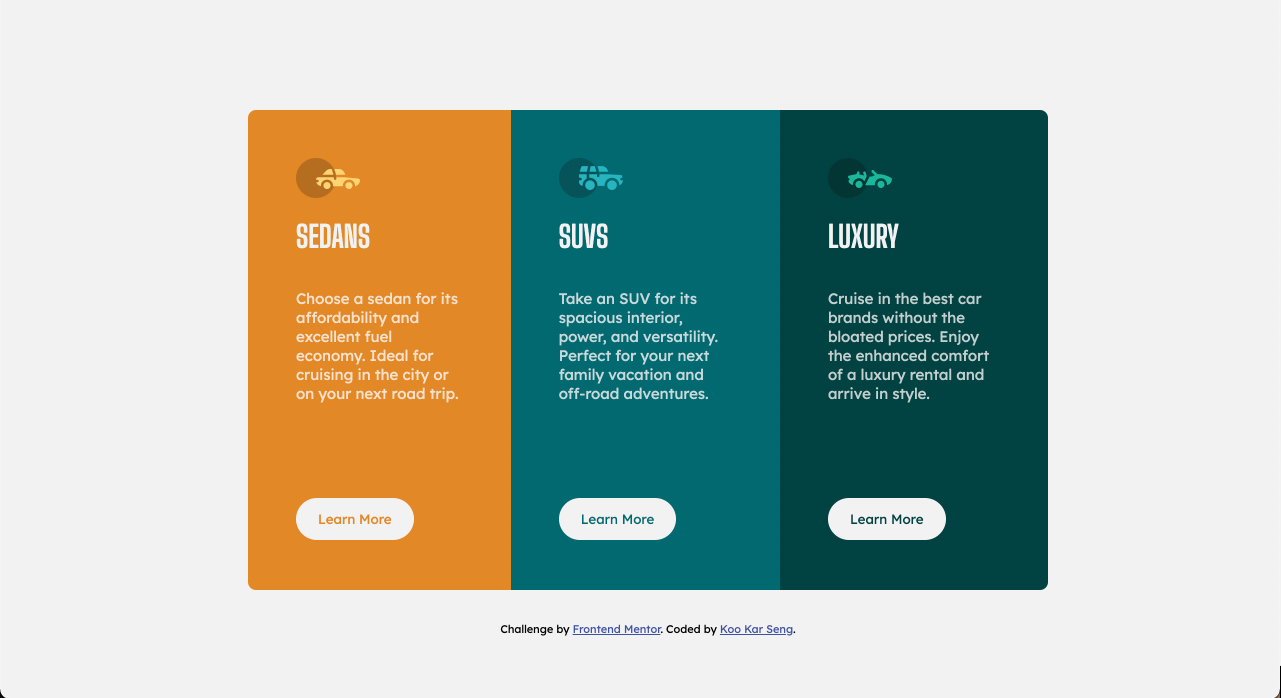 SEDANS
Choose a sedan for its
affordability and
excellent fuel
economy. Ideal for
cruising in the city or
on your next road trip.
Learn More
SUVS
Take an SUV for its
spacious interior,
power, and versatility.
Perfect for your next
family vacation and
off-road adventures.
Learn More
LUXURY
Cruise in the best car
brands without the
bloated prices. Enjoy
the enhanced comfort
of a luxury rental and
arrive in style.
Learn More
Challenge by Frontend Mentor. Coded by Koo Kar Seng.